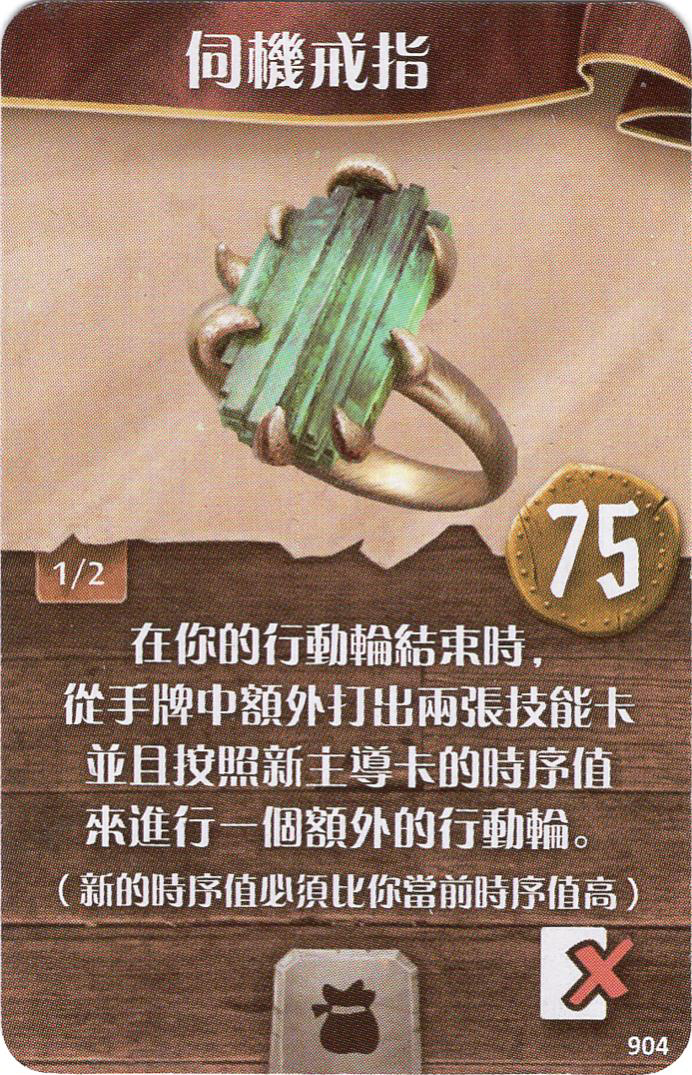 伺機戒指
75
1/2
在你的行動輪結束時，
從手牌中額外打出兩張技能卡
並且按照新主導卡的時序值
來進行一個額外的行動輪。
（新的時序值必須比你當前時序值高）
904